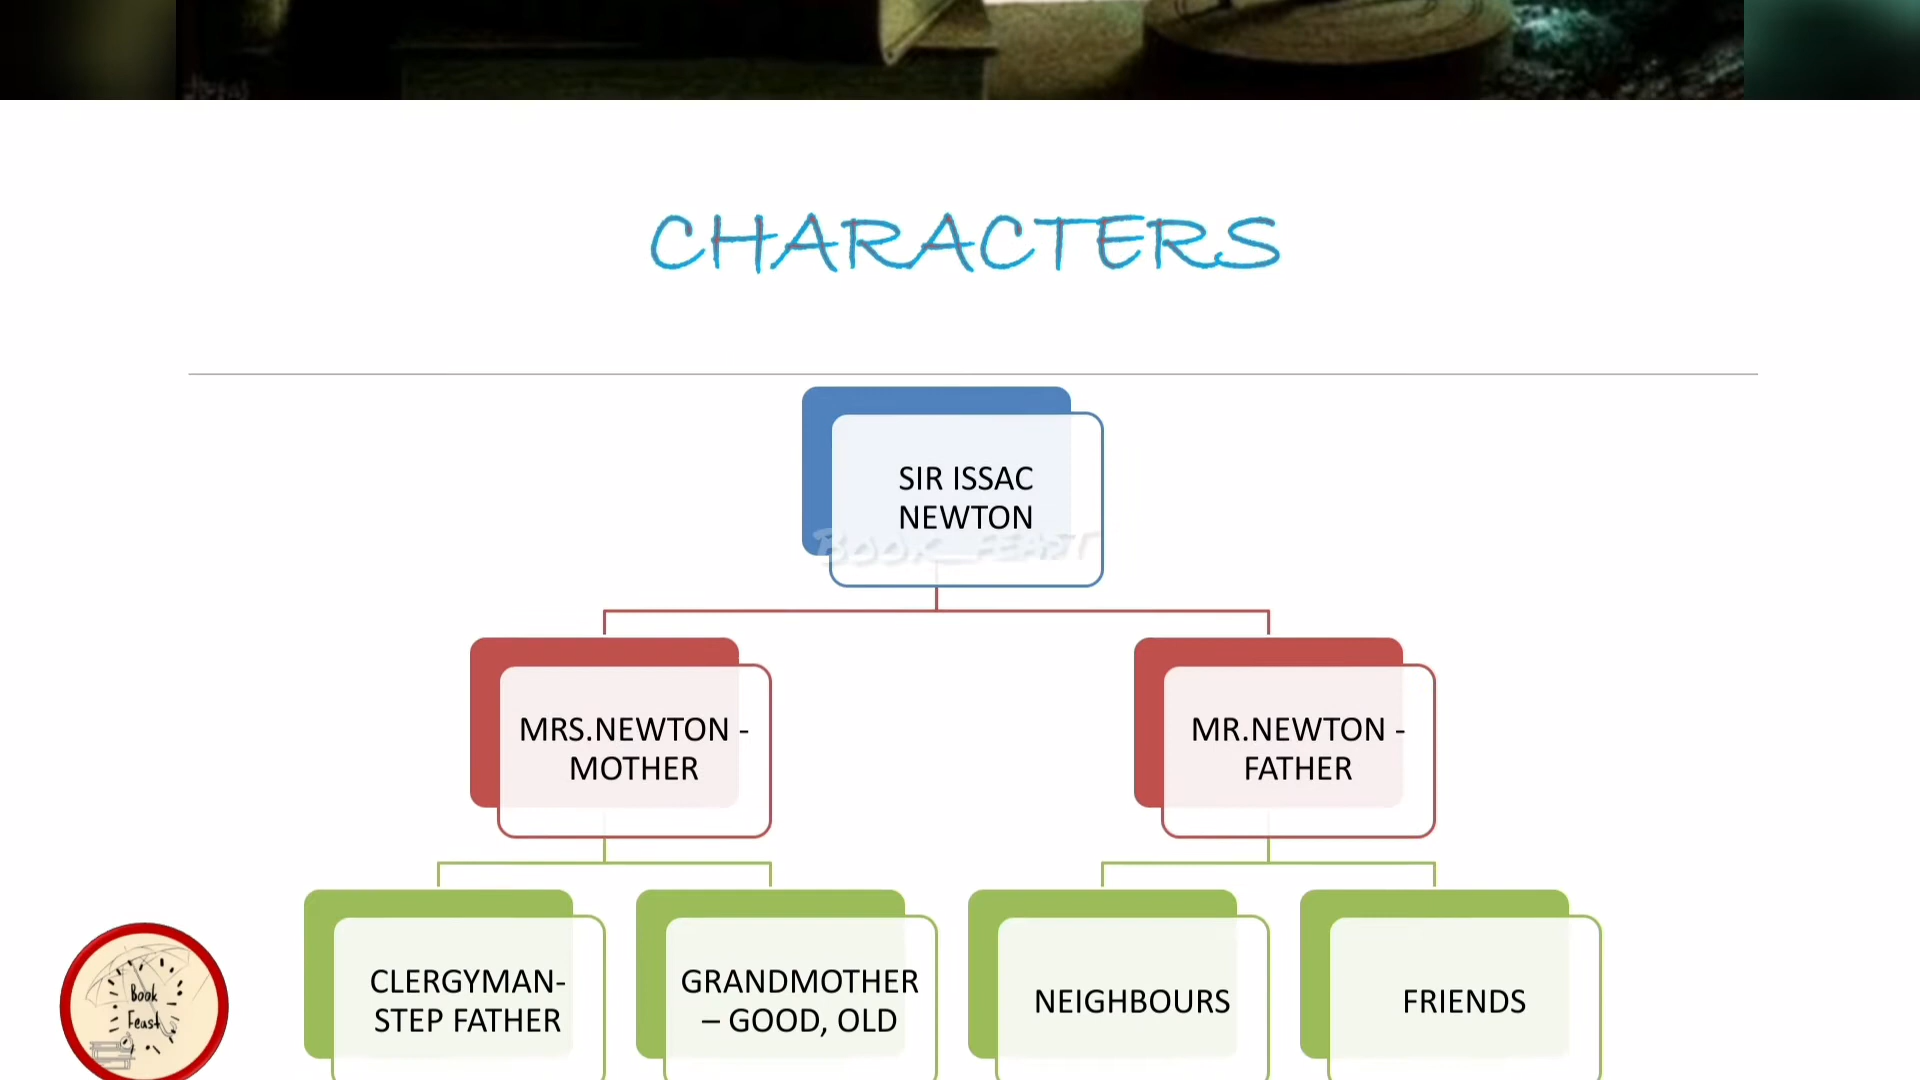 CHARACTERS
SIR ISSAC
NEWTON
BOOK_FEAST
MRS.NEWTON -
MOTHER
MR.NEWTON -
FATHER
CLERGYMAN-
STEP FATHER
GRANDMOTHER
– GOOD, OLD
NEIGHBOURS
FRIENDS
Book
Feast